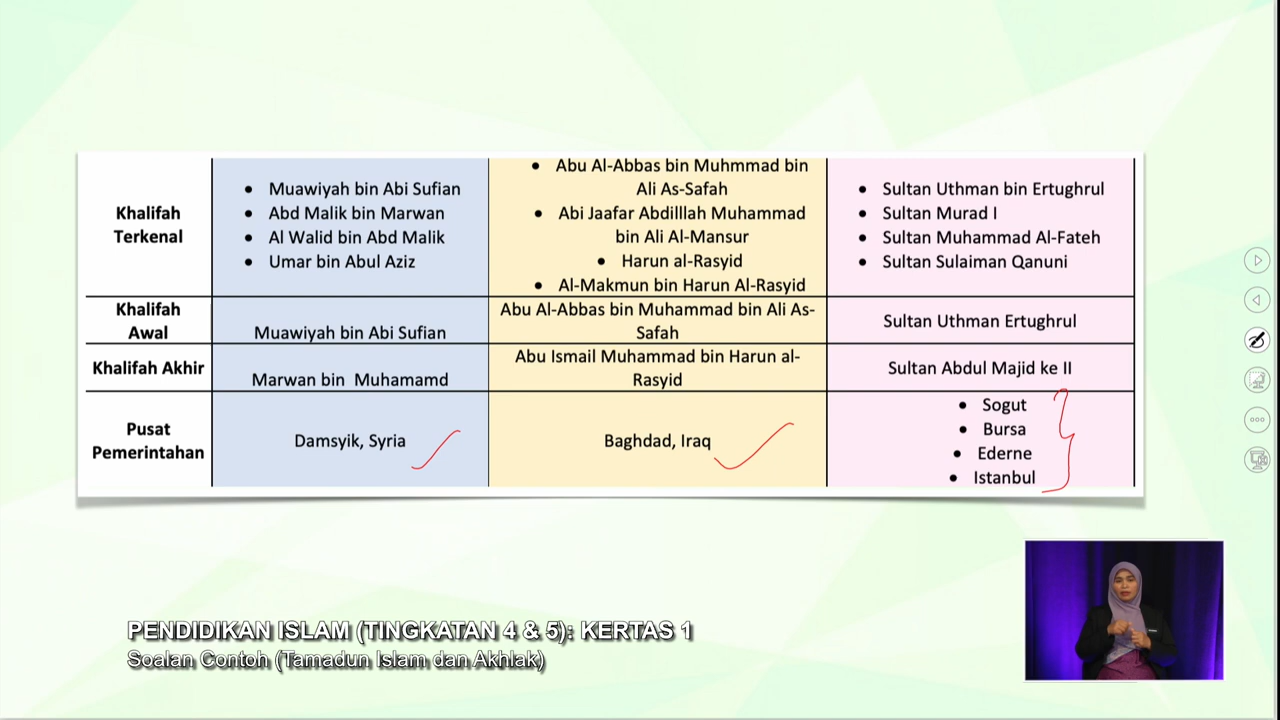 Khalifah
Terkenal
• Muawiyah bin Abi Sufian
• Abd Malik bin Marwan
• Al Walid bin Abd Malik
• Umar bin Abul Aziz
• Abu Al-Abbas bin Muhmmad bin
Ali As-Safah
• Abi Jaafar Abdilllah Muhammad
bin Ali Al-Mansur
• Harun al-Rasyid
• Al-Makmun bin Harun Al-Rasyid
• Sultan Uthman bin Ertughrul
• Sultan Murad I
• Sultan Muhammad Al-Fateh
• Sultan Sulaiman Qanuni
Khalifah
Awal
Muawiyah bin Abi Sufian
Abu Al-Abbas bin Muhammad bin Ali As-
Safah
Sultan Uthman Ertughrul
Khalifah Akhir
Marwan bin Muhamamd
Abu Ismail Muhammad bin Harun al-
Rasyid
Sultan Abdul Majid ke II
Pusat
Pemerintahan
Damsyik, Syria
Baghdad, Iraq
• Sogut
• Bursa
• Ederne
• Istanbul
PENDIDIKAN ISLAM (TINGKATAN 4 & 5): KERTAS 1
Soalan Contoh (Tamadun Islam dan Akhlak)